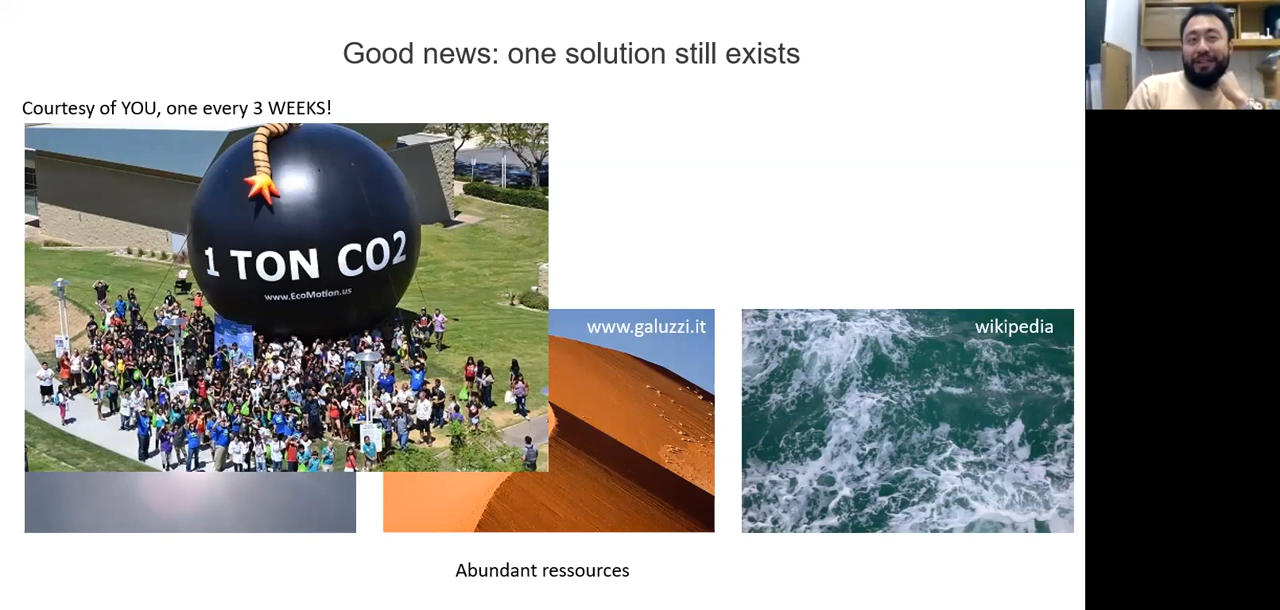 Good news: one solution still exists
Courtesy of YOU, one every 3 WEEKS!
1 TON CO2
www.EcoMotion.us
www.galuzzi.it
wikipedia
Abundant ressources